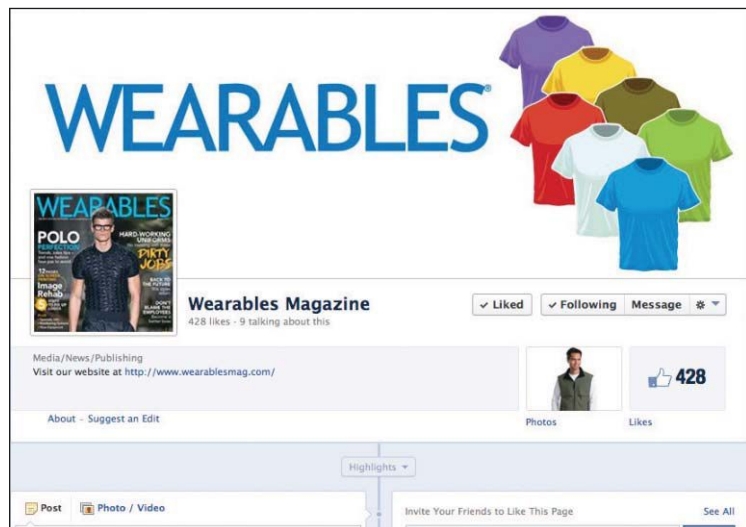 WEARABLES®
WEARABLES
POLO
PERFECTION
HARD-WORKING
UNIFORMS
DIRTY
JOBS
Image
Rehab
5
BACK TO
THE FUTURE
DON'T
BLAME THE
EMPLOYEES
Wearables Magazine
428 likes · 9 talking about this
✓ Liked
✓ Following
Message
Media/News/Publishing
Visit our website at http://www.wearablesmag.com/
428
About – Suggest an Edit
Photos
Likes
Highlights
Post
Photo / Video
Invite Your Friends to Like This Page
See All